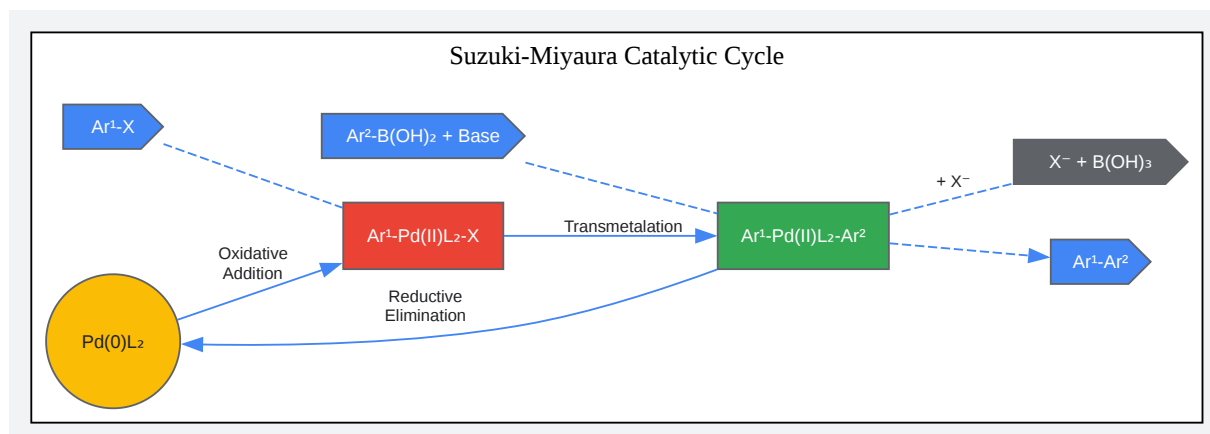 Suzuki-Miyaura Catalytic Cycle
Ar¹-X
Ar²-B(OH)₂ + Base
X⁻ + B(OH)₃
+ X⁻
Ar¹-Pd(II)L₂-X
Transmetalation
Ar¹-Pd(II)L₂-Ar²
Ar¹-Ar²
Oxidative
Addition
Reductive
Elimination
Pd(0)L₂